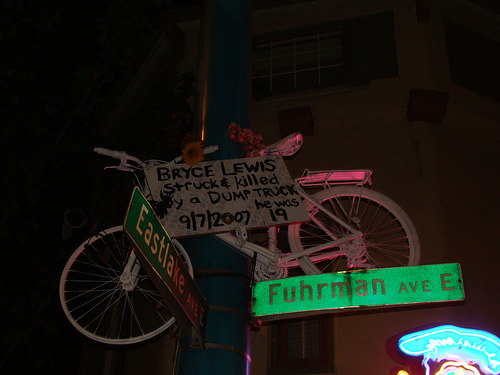 BRYCE LEWIS
struck & killed
by a DUMP TRUCK
he was
9/7/2007 19
Eastlake AVE E
Fuhrman AVE E